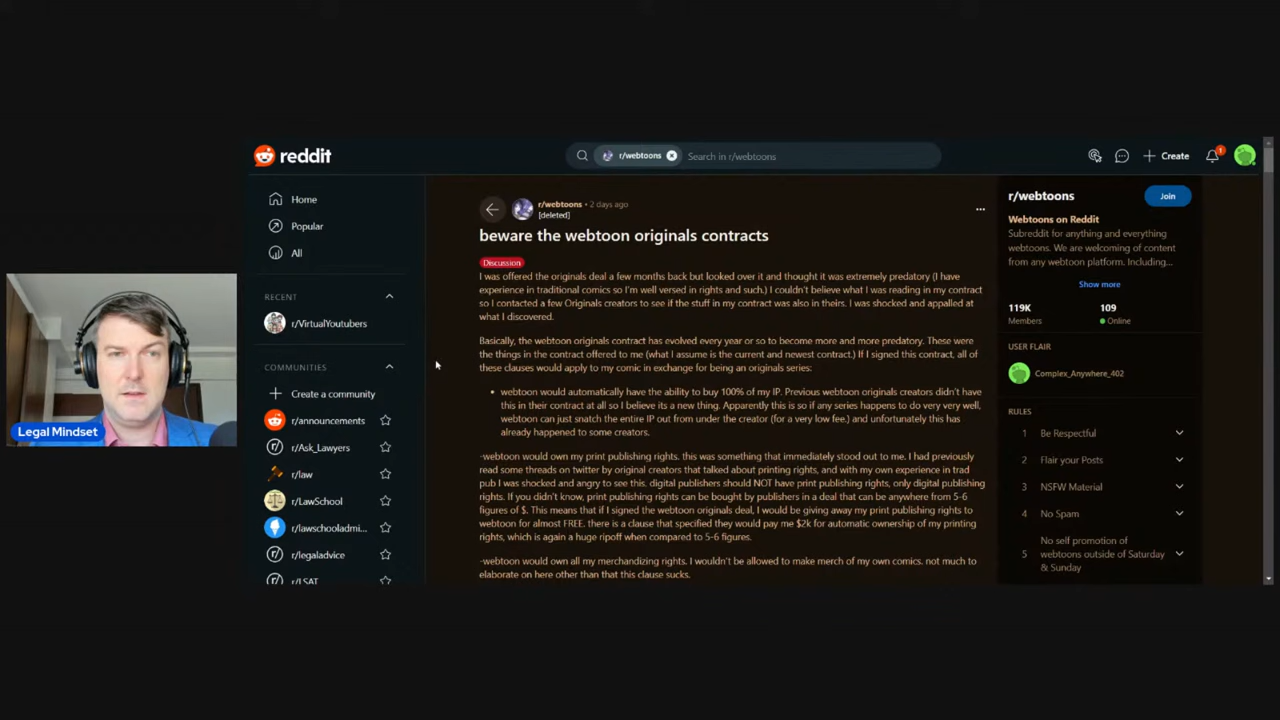 reddit
r/webtoons
Search in r/webtoons
Create
1
Home
Popular
All
RECENT
r/VirtualYoutubers
COMMUNITIES
Create a community
r/announcements
r/Ask_Lawyers
r/law
r/LawSchool
r/lawschooladmi...
r/legaladvice
r/LSAT
Legal Mindset
r/webtoons • 2 days ago
[deleted]
beware the webtoon originals contracts
Discussion
I was offered the originals deal a few months back but looked over it and thought it was extremely predatory (I have
experience in traditional comics so I'm well versed in rights and such.) I couldn't believe what I was reading in my contract
so I contacted a few Originals creators to see if the stuff in my contract was also in theirs. I was shocked and appalled at
what I discovered.
Basically, the webtoon originals contract has evolved every year or so to become more and more predatory. These were
the things in the contract offered to me (what I assume is the current and newest contract.) If I signed this contract, all of
these clauses would apply to my comic in exchange for being an originals series:
• webtoon would automatically have the ability to buy 100% of my IP. Previous webtoon originals creators didn't have
this in their contract at all so I believe its a new thing. Apparently this is so if any series happens to do very very well,
webtoon can just snatch the entire IP out from under the creator (for a very low fee.) and unfortunately this has
already happened to some creators.
-webtoon would own my print publishing rights. this was something that immediately stood out to me. I had previously
read some threads on twitter by original creators that talked about printing rights, and with my own experience in trad
pub I was shocked and angry to see this. digital publishers should NOT have print publishing rights, only digital publishing
rights. If you didn't know, print publishing rights can be bought by publishers in a deal that can be anywhere from 5-6
figures of $. This means that if I signed the webtoon originals deal, I would be giving away my print publishing rights to
webtoon for almost FREE. there is a clause that specified they would pay me $2k for automatic ownership of my printing
rights, which is again a huge ripoff when compared to 5-6 figures.
-webtoon would own all my merchandizing rights. I wouldn't be allowed to make merch of my own comics. not much to
elaborate on here other than that this clause sucks.
r/webtoons
Join
Webtoons on Reddit
Subreddit for anything and everything
webtoons. We are welcoming of content
from any webtoon platform. Including...
Show more
119K
109
Members
Online
USER FLAIR
Complex_Anywhere_402
RULES
1 Be Respectful
2 Flair your Posts
3 NSFW Material
4 No Spam
5 No self promotion of
webtoons outside of Saturday
& Sunday